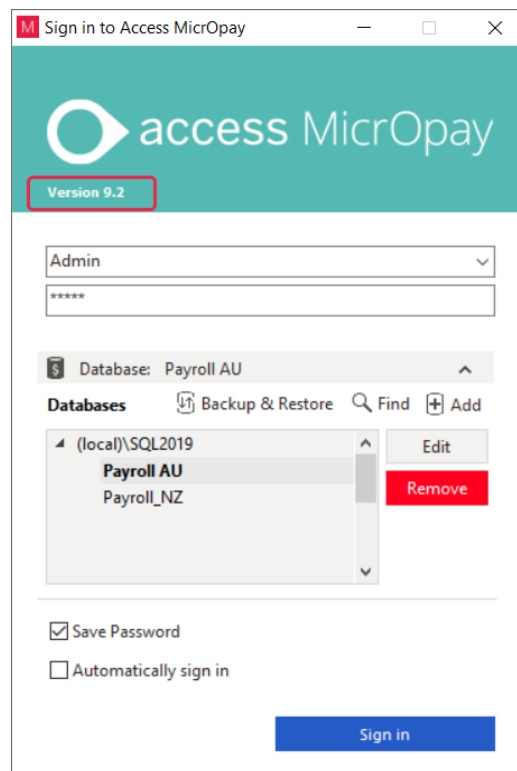 M Sign in to Access MicrOpay
access MicrOpay
Version 9.2
Admin
*****
$ Database: Payroll AU
Databases Backup & Restore Find Add
(local)\SQL2019 Edit
Payroll AU
Payroll_NZ Remove
Save Password
Automatically sign in
Sign in